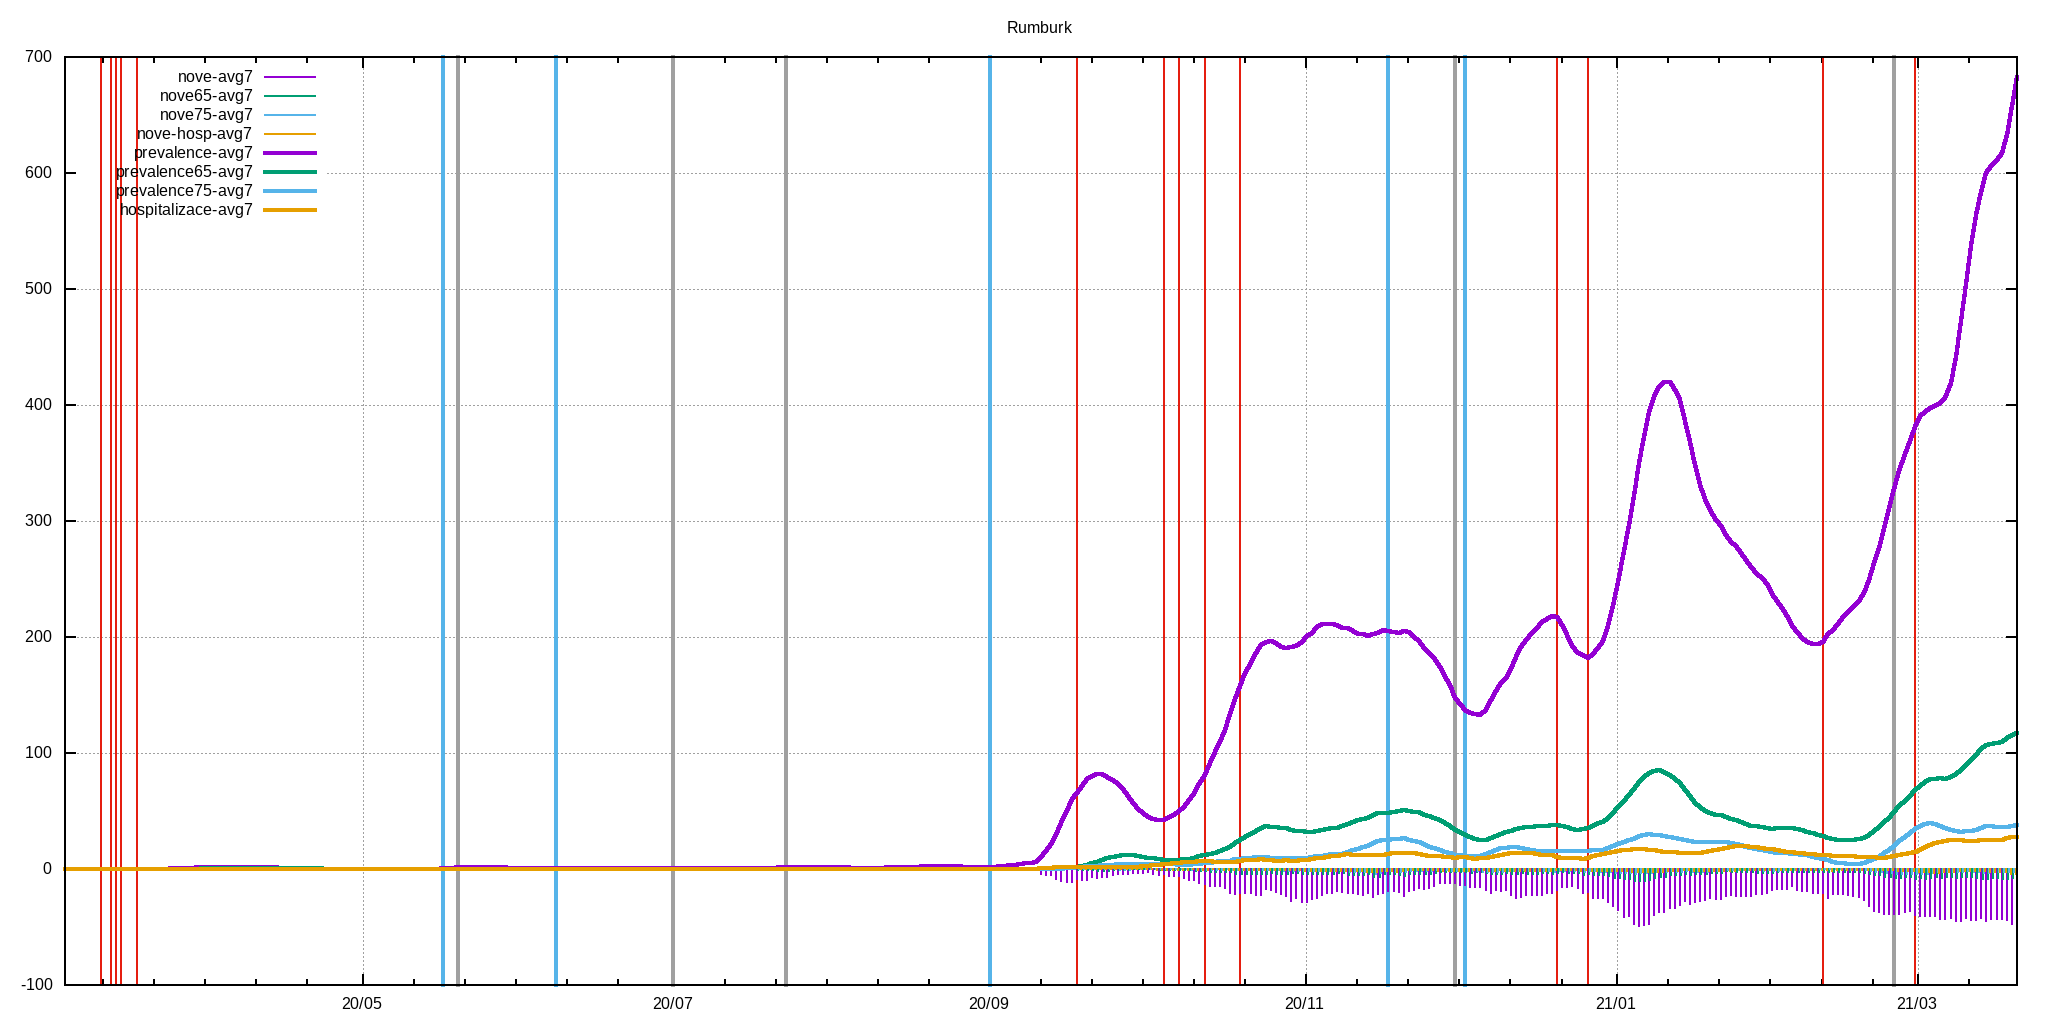 Rumburk
700
600
500
400
300
200
100
0
-100
nove-avg7
nove65-avg7
nove75-avg7
nove-hosp-avg7
prevalence-avg7
prevalence65-avg7
prevalence75-avg7
hospitalizace-avg7
20/05 20/07 20/09 20/11 21/01 21/03